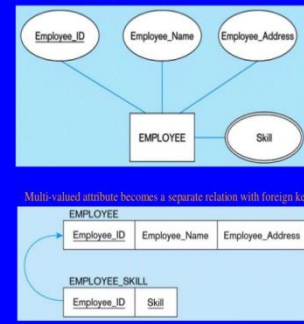 Employee_ID Employee_Name Employee_Address
EMPLOYEE Skill
Multi-valued attribute becomes a separate relation with foreign
EMPLOYEE
Employee_ID Employee_Name Employee_Address
EMPLOYEE_SKILL
Employee_ID Skill